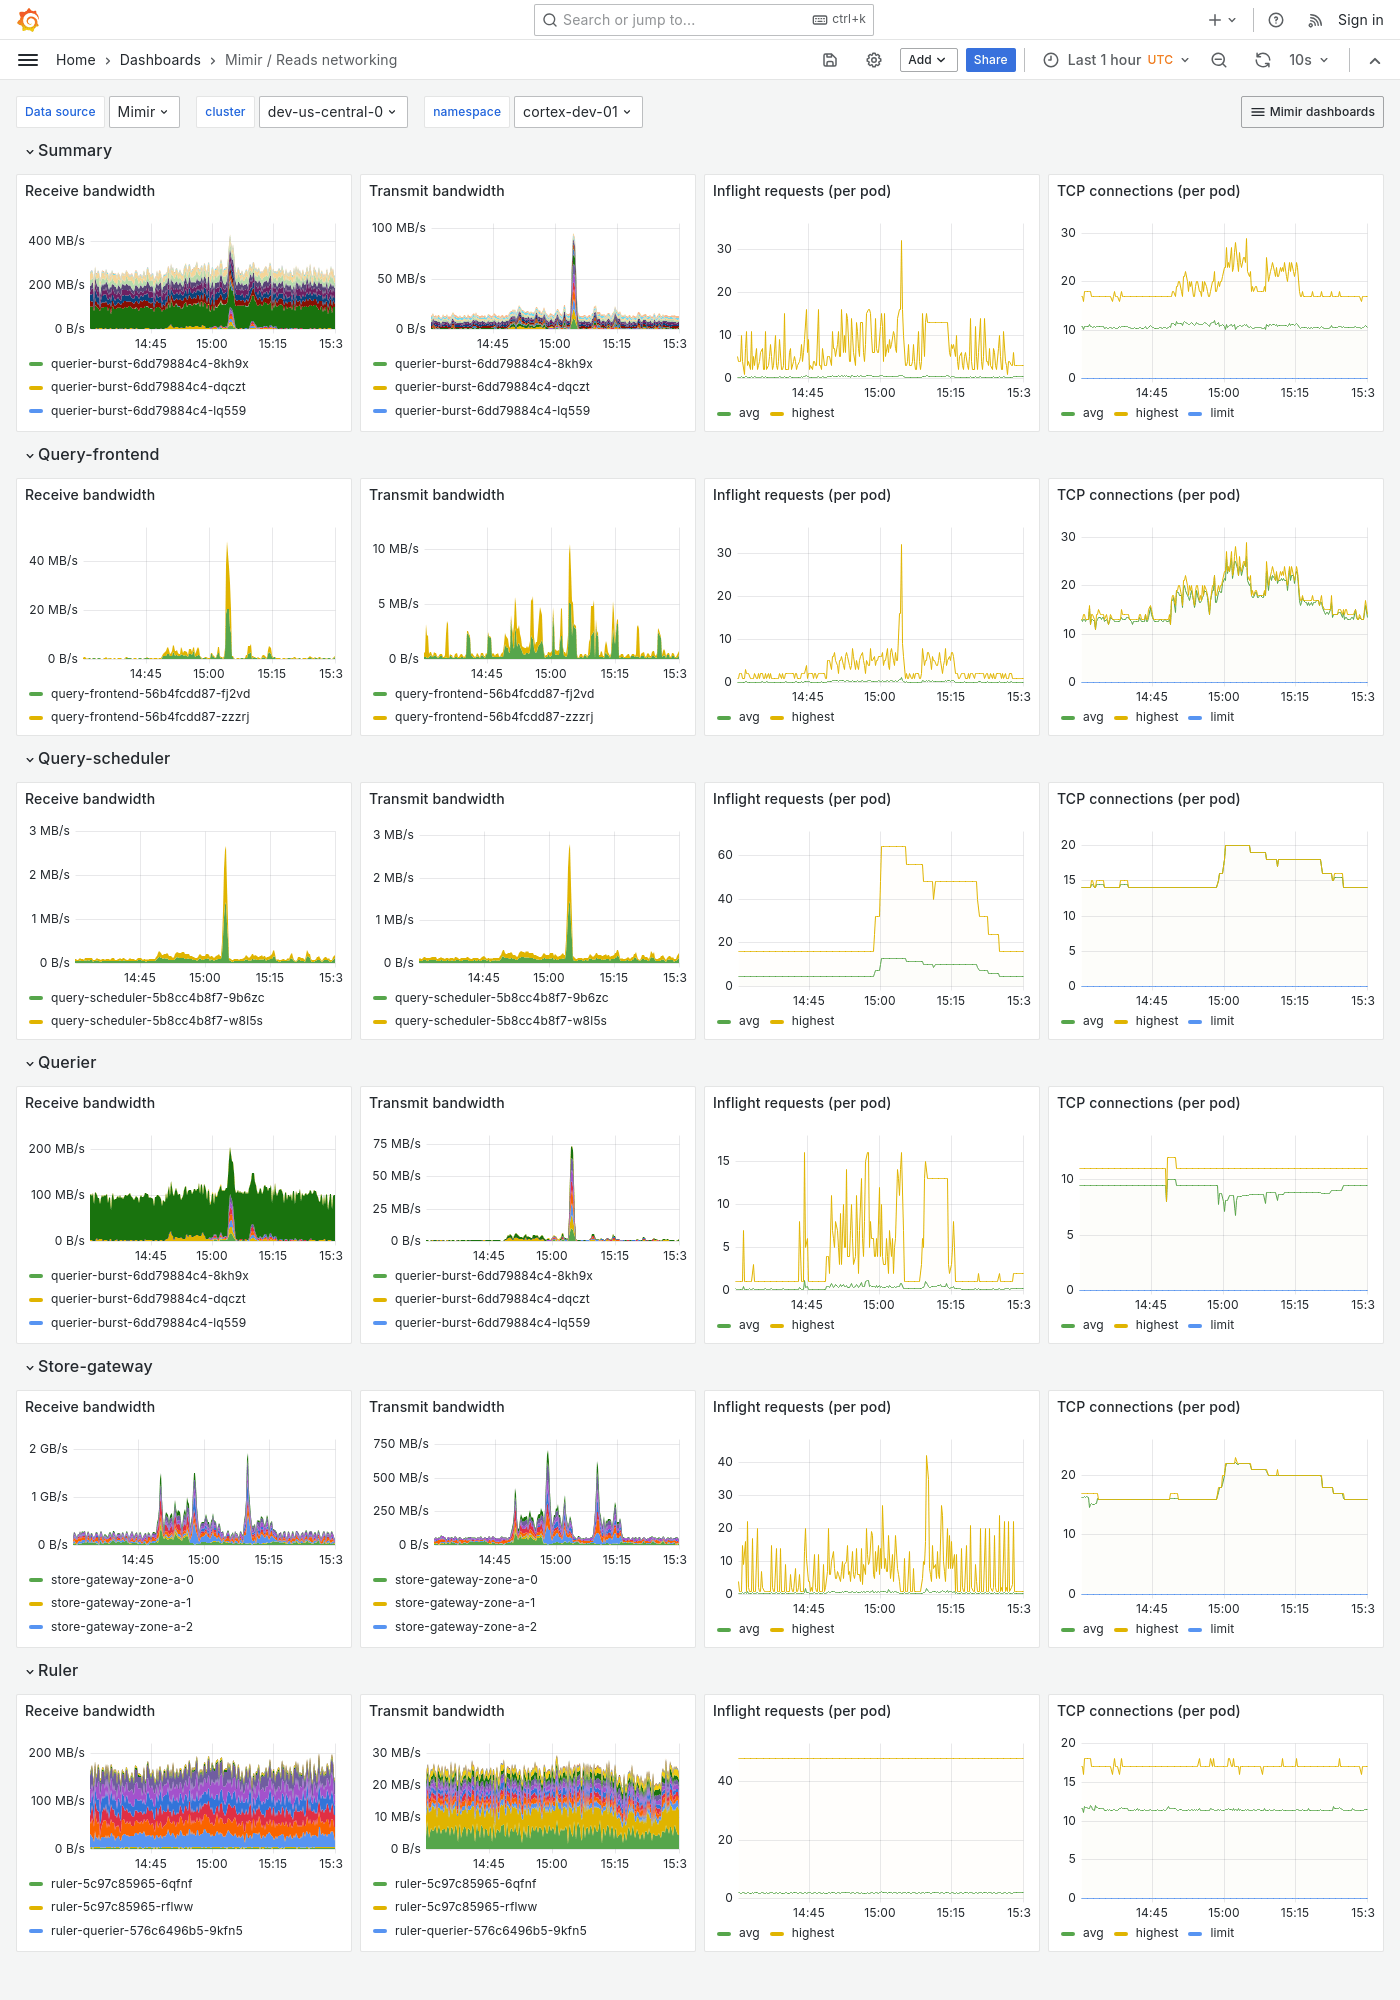 Search or jump to...
ctrl+k
Sign in
Home
Dashboards
Mimir / Reads networking
Add
Share
Last 1 hour UTC
10s
Data source
Mimir
cluster
dev-us-central-0
namespace
cortex-dev-01
Mimir dashboards
Summary
Receive bandwidth
400 MB/s
200 MB/s
0 B/s
14:45 15:00 15:15 15:3
querier-burst-6dd79884c4-8kh9x
querier-burst-6dd79884c4-dqczt
querier-burst-6dd79884c4-lq559
Transmit bandwidth
100 MB/s
50 MB/s
0 B/s
14:45 15:00 15:15 15:3
querier-burst-6dd79884c4-8kh9x
querier-burst-6dd79884c4-dqczt
querier-burst-6dd79884c4-lq559
Inflight requests (per pod)
30
20
10
0
14:45 15:00 15:15 15:3
avg highest
TCP connections (per pod)
30
20
10
0
14:45 15:00 15:15 15:3
avg highest limit
Query-frontend
Receive bandwidth
40 MB/s
20 MB/s
0 B/s
14:45 15:00 15:15 15:3
query-frontend-56b4fcdd87-fj2vd
query-frontend-56b4fcdd87-zzzrj
Transmit bandwidth
10 MB/s
5 MB/s
0 B/s
14:45 15:00 15:15 15:3
query-frontend-56b4fcdd87-fj2vd
query-frontend-56b4fcdd87-zzzrj
Inflight requests (per pod)
30
20
10
0
14:45 15:00 15:15 15:3
avg highest
TCP connections (per pod)
30
20
10
0
14:45 15:00 15:15 15:3
avg highest limit
Query-scheduler
Receive bandwidth
3 MB/s
2 MB/s
1 MB/s
0 B/s
14:45 15:00 15:15 15:3
query-scheduler-5b8cc4b8f7-9b6zc
query-scheduler-5b8cc4b8f7-w8l5s
Transmit bandwidth
3 MB/s
2 MB/s
1 MB/s
0 B/s
14:45 15:00 15:15 15:3
query-scheduler-5b8cc4b8f7-9b6zc
query-scheduler-5b8cc4b8f7-w8l5s
Inflight requests (per pod)
60
40
20
0
14:45 15:00 15:15 15:3
avg highest
TCP connections (per pod)
20
15
10
5
0
14:45 15:00 15:15 15:3
avg highest limit
Querier
Receive bandwidth
200 MB/s
100 MB/s
0 B/s
14:45 15:00 15:15 15:3
querier-burst-6dd79884c4-8kh9x
querier-burst-6dd79884c4-dqczt
querier-burst-6dd79884c4-lq559
Transmit bandwidth
75 MB/s
50 MB/s
25 MB/s
0 B/s
14:45 15:00 15:15 15:3
querier-burst-6dd79884c4-8kh9x
querier-burst-6dd79884c4-dqczt
querier-burst-6dd79884c4-lq559
Inflight requests (per pod)
15
10
5
0
14:45 15:00 15:15 15:3
avg highest
TCP connections (per pod)
10
5
0
14:45 15:00 15:15 15:3
avg highest limit
Store-gateway
Receive bandwidth
2 GB/s
1 GB/s
0 B/s
14:45 15:00 15:15 15:3
store-gateway-zone-a-0
store-gateway-zone-a-1
store-gateway-zone-a-2
Transmit bandwidth
750 MB/s
500 MB/s
250 MB/s
0 B/s
14:45 15:00 15:15 15:3
store-gateway-zone-a-0
store-gateway-zone-a-1
store-gateway-zone-a-2
Inflight requests (per pod)
40
30
20
10
0
14:45 15:00 15:15 15:3
avg highest
TCP connections (per pod)
20
10
0
14:45 15:00 15:15 15:3
avg highest limit
Ruler
Receive bandwidth
200 MB/s
100 MB/s
0 B/s
14:45 15:00 15:15 15:3
ruler-5c97c85965-6qfnf
ruler-5c97c85965-rflww
ruler-querier-576c6496b5-9kfn5
Transmit bandwidth
30 MB/s
20 MB/s
10 MB/s
0 B/s
14:45 15:00 15:15 15:3
ruler-5c97c85965-6qfnf
ruler-5c97c85965-rflww
ruler-querier-576c6496b5-9kfn5
Inflight requests (per pod)
40
20
0
14:45 15:00 15:15 15:3
avg highest
TCP connections (per pod)
20
15
10
5
0
14:45 15:00 15:15 15:3
avg highest limit